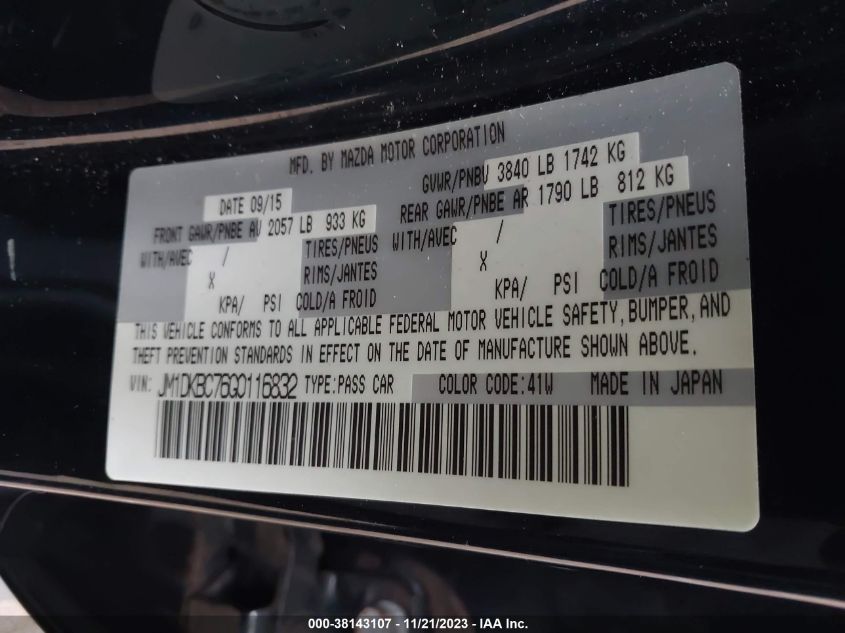 MFD. BY MAZDA MOTOR CORPORATION
DATE 09/15 GVWR/PNBV 3840 LB 1742 KG
FRONT GAWR/PNBE AV 2057 LB 933 KG REAR GAWR/PNBE AR 1790 LB 812 KG
WITH/AVEC / TIRES/PNEUS WITH/AVEC / TIRES/PNEUS
X RIMS/JANTES X RIMS/JANTES
KPA/ PSI COLD/A FROID KPA/ PSI COLD/A FROID
THIS VEHICLE CONFORMS TO ALL APPLICABLE FEDERAL MOTOR VEHICLE SAFETY, BUMPER, AND
THEFT PREVENTION STANDARDS IN EFFECT ON THE DATE OF MANUFACTURE SHOWN ABOVE.
VIN: JM1DKBC76G0116832 TYPE:PASS CAR COLOR CODE:41W MADE IN JAPAN
000-38143107 - 11/21/2023 - IAA Inc.